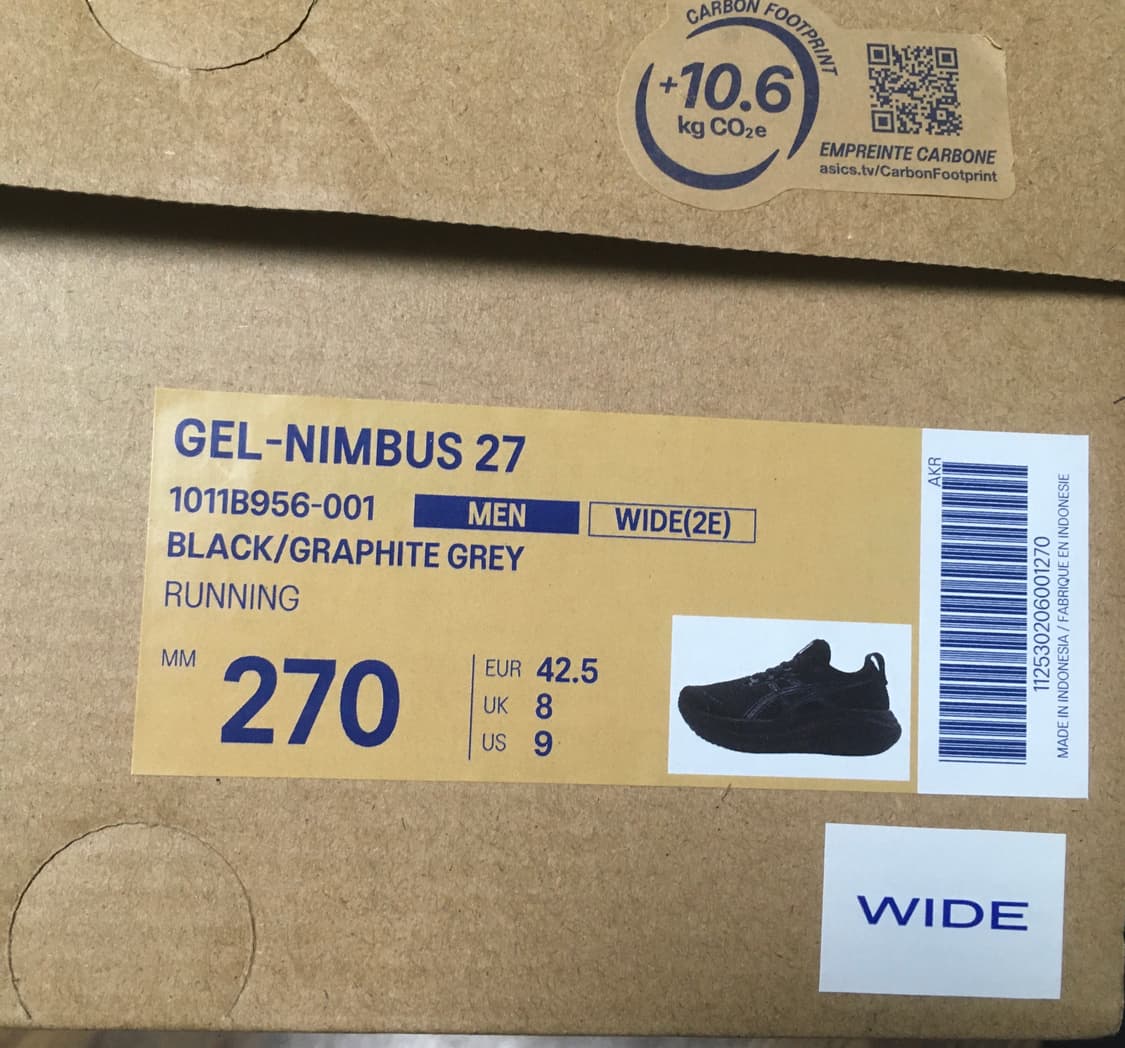 CARBON FOOTPRINT
+10.6
kg CO₂e
EMPREINTE CARBONE
asics.tv/CarbonFootprint
GEL-NIMBUS 27
1011B956-001 MEN WIDE(2E)
BLACK/GRAPHITE GREY
RUNNING
MM 270
EUR 42.5
UK 8
US 9
AKR
11253020600​1270
MADE IN INDONESIA / FABRIQUE EN INDONESIE
WIDE